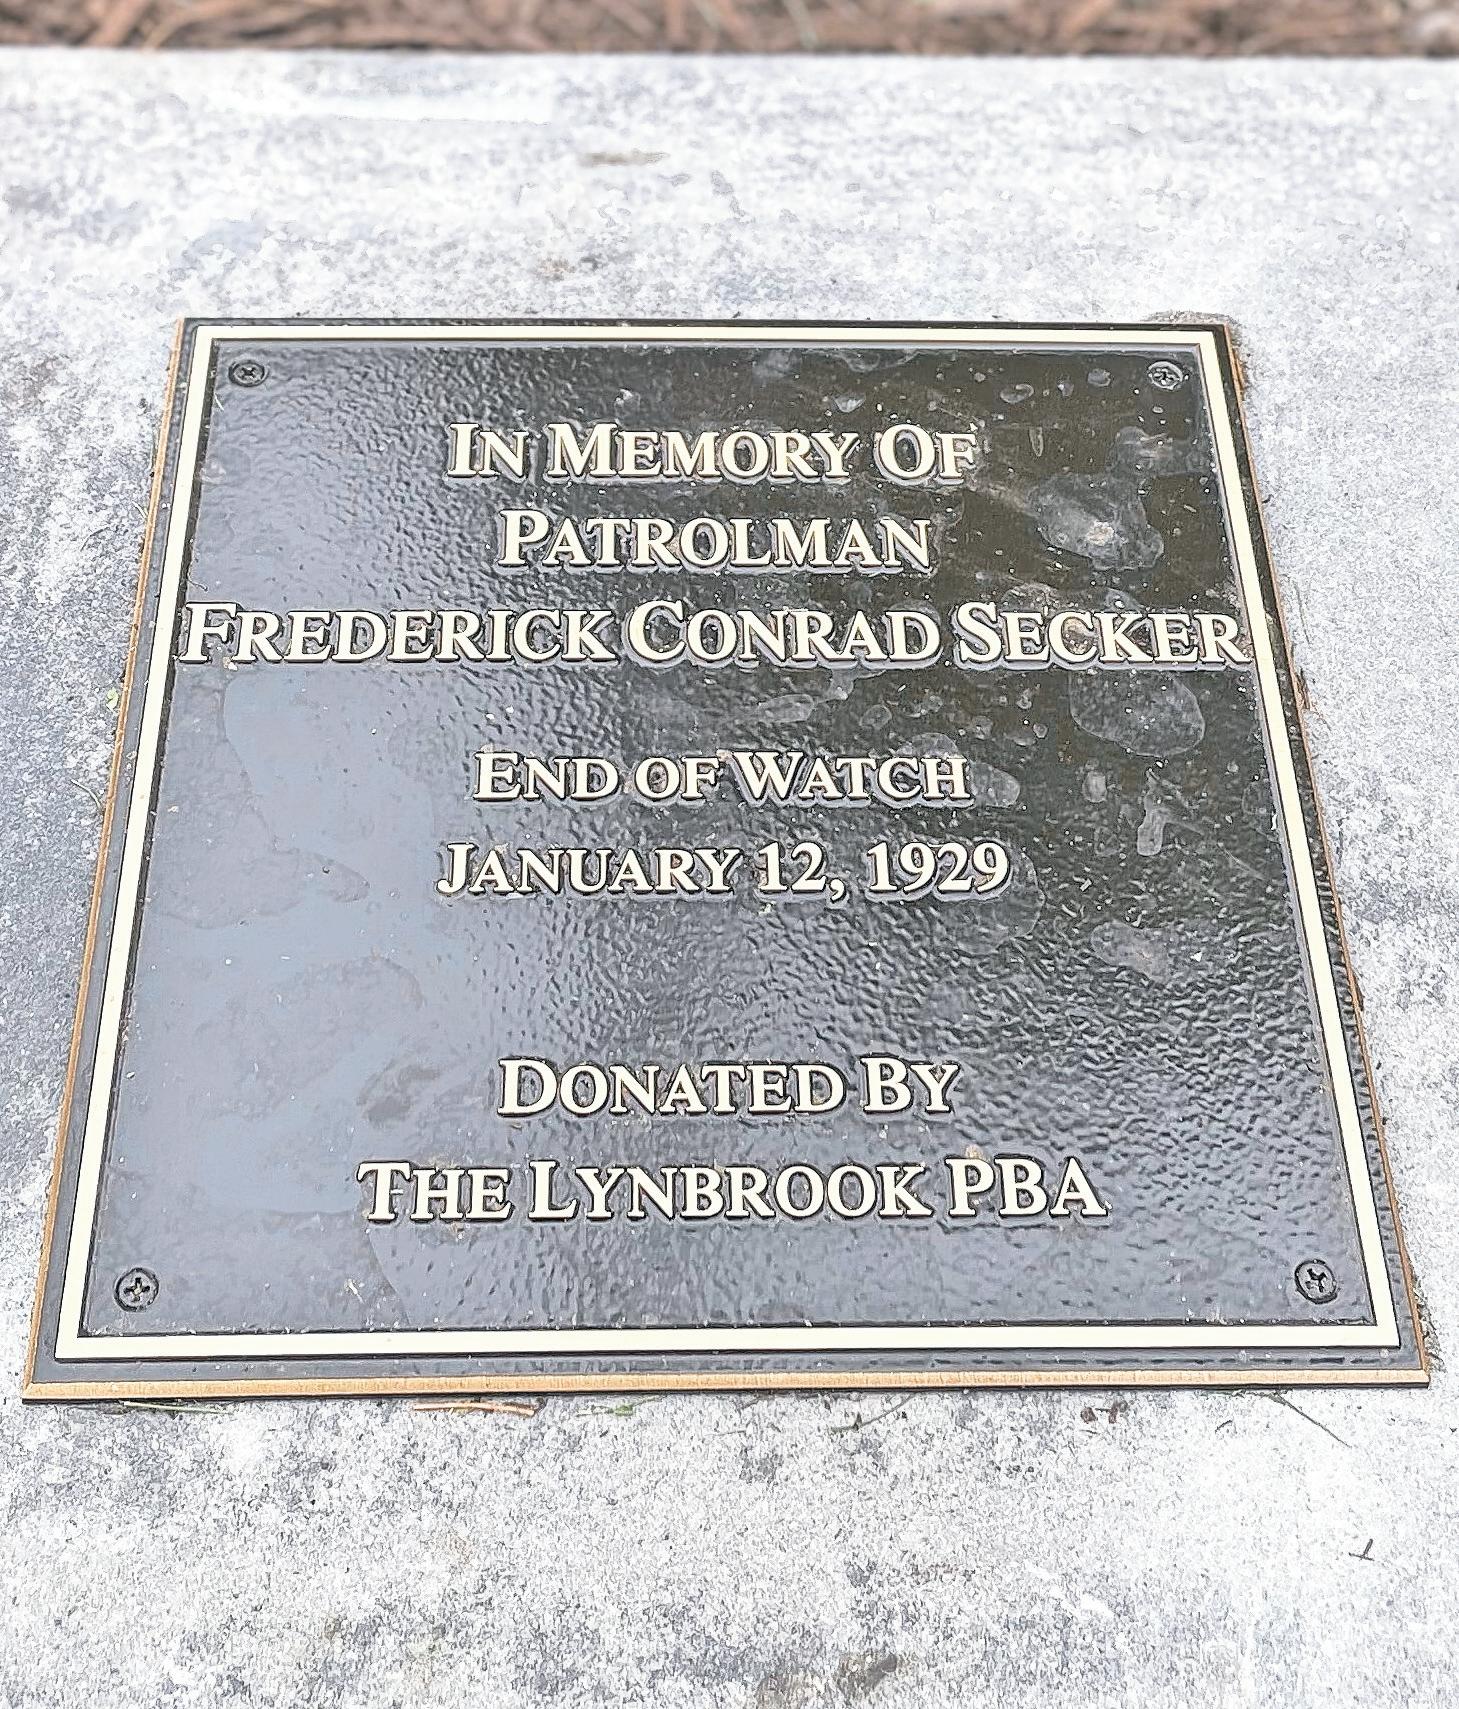 In Memory Of
Patrolman
Frederick Conrad Secker
End of Watch
January 12, 1929
Donated By
The Lynbrook PBA